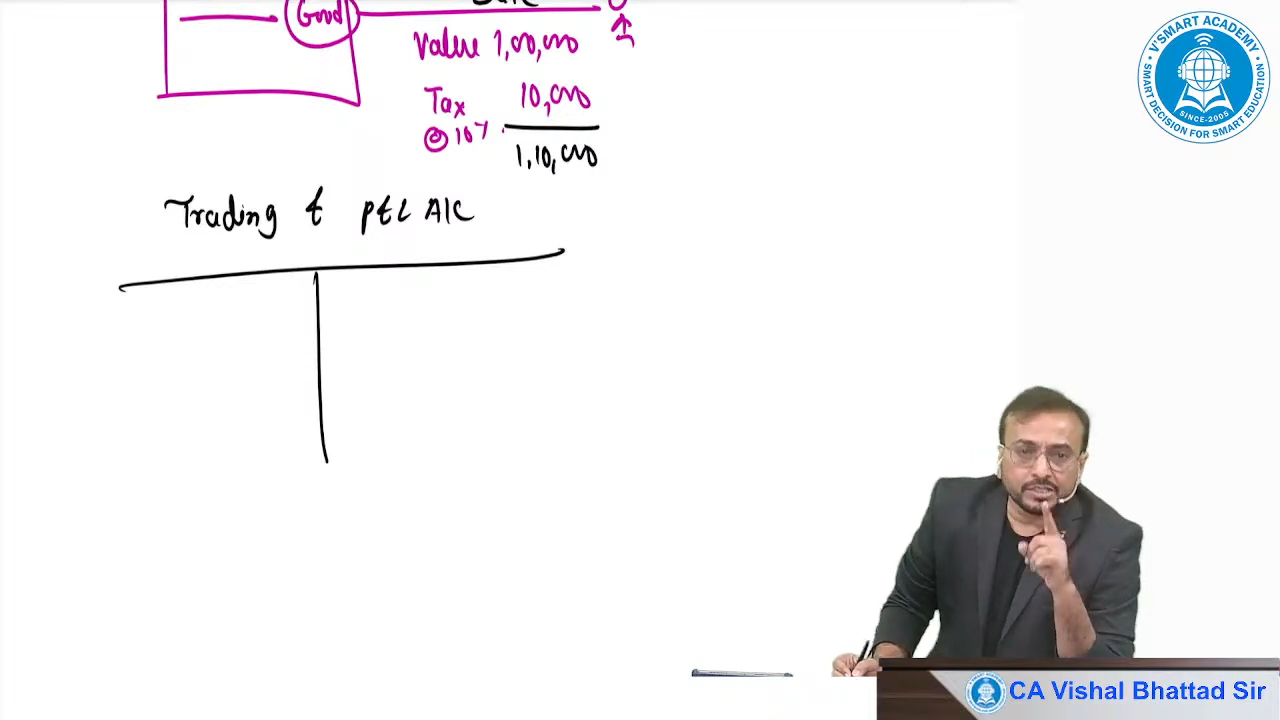 Good
Sale
Value 1,00,000
Tax 10,000
@ 10%
1,10,000
Trading & P&L A/C
V'SMART ACADEMY
SMART DECISION FOR SMART EDUCATION
SINCE-2005
CA Vishal Bhattad Sir